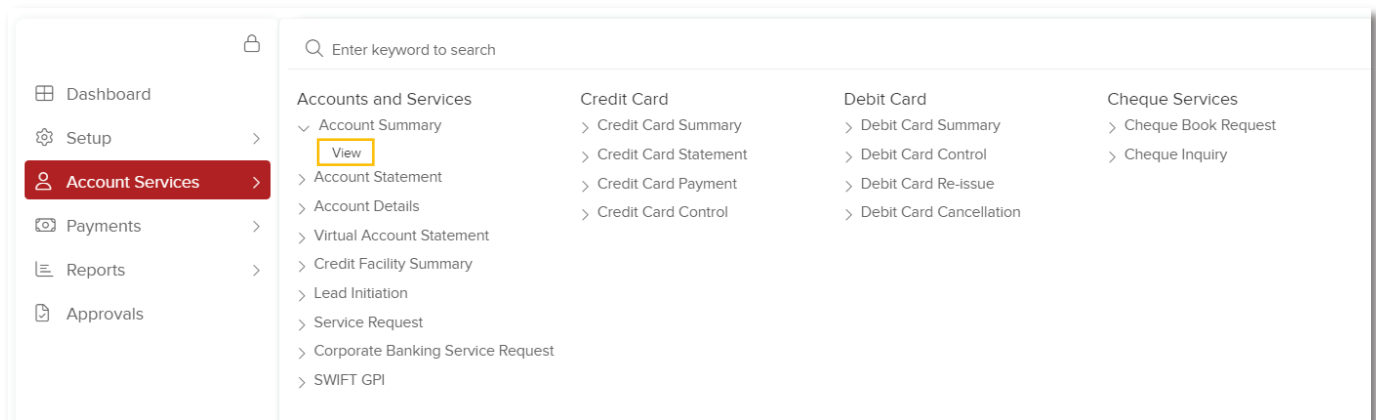 Enter keyword to search
Dashboard
Setup
Account Services
Payments
Reports
Approvals
Accounts and Services
Account Summary
View
Account Statement
Account Details
Virtual Account Statement
Credit Facility Summary
Lead Initiation
Service Request
Corporate Banking Service Request
SWIFT GPI
Credit Card
Credit Card Summary
Credit Card Statement
Credit Card Payment
Credit Card Control
Debit Card
Debit Card Summary
Debit Card Control
Debit Card Re-issue
Debit Card Cancellation
Cheque Services
Cheque Book Request
Cheque Inquiry